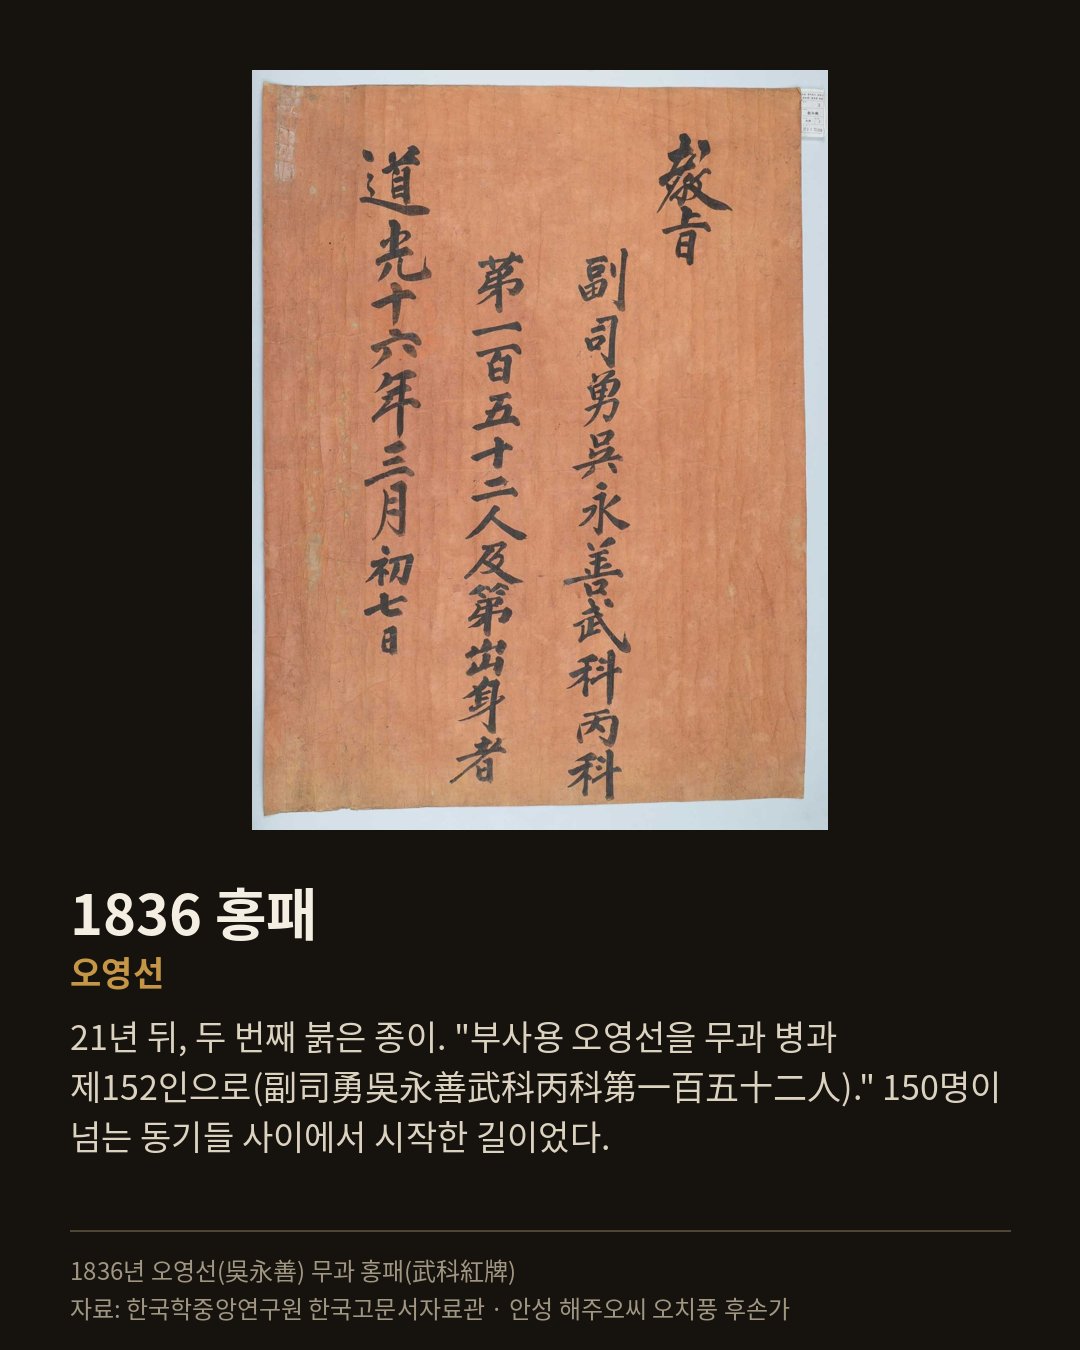 敎旨
副司勇吳永善武科丙科
第一百五十二人及第出身者
道光十六年三月初七日
1836 홍패
오영선
21년 뒤, 두 번째 붉은 종이. "부사용 오영선을 무과 병과
제152인으로(副司勇吳永善武科丙科第一百五十二人)." 150명이
넘는 동기들 사이에서 시작한 길이었다.
1836년 오영선(吳永善) 무과 홍패(武科紅牌)
자료: 한국학중앙연구원 한국고문서자료관 · 안성 해주오씨 오치풍 후손가